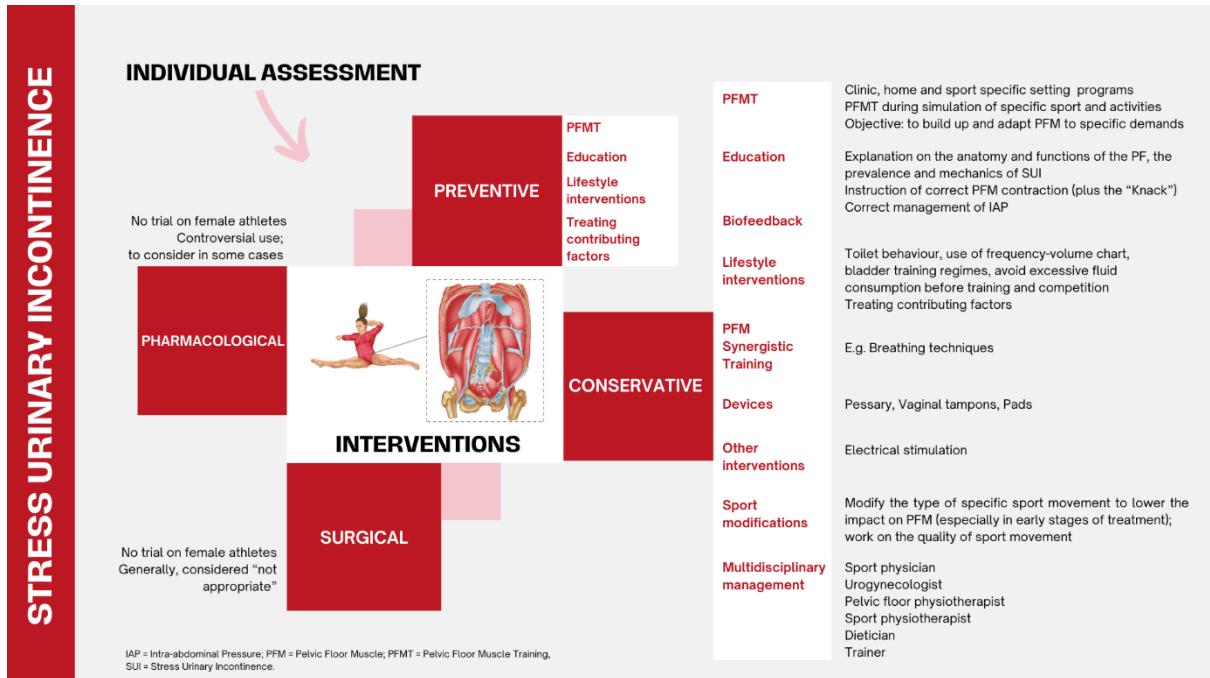 STRESS URINARY INCONTINENCE
INDIVIDUAL ASSESSMENT
PREVENTIVE
PFMT
Education
Lifestyle
interventions
Treating
contributing
factors
No trial on female athletes
Controversial use;
to consider in some cases
PHARMACOLOGICAL
INTERVENTIONS
CONSERVATIVE
SURGICAL
No trial on female athletes
Generally, considered “not
appropriate”
PFMT
Clinic, home and sport specific setting programs
PFMT during simulation of specific sport and activities
Objective: to build up and adapt PFM to specific demands
Education
Explanation on the anatomy and functions of the PF, the
prevalence and mechanics of SUI
Instruction of correct PFM contraction (plus the “Knack”)
Correct management of IAP
Biofeedback
Lifestyle
interventions
Toilet behaviour, use of frequency-volume chart,
bladder training regimes, avoid excessive fluid
consumption before training and competition
Treating contributing factors
PFM
Synergistic
Training
E.g. Breathing techniques
Devices
Pessary, Vaginal tampons, Pads
Other
interventions
Electrical stimulation
Sport
modifications
Modify the type of specific sport movement to lower the
impact on PFM (especially in early stages of treatment);
work on the quality of sport movement
Multidisciplinary
management
Sport physician
Urogynecologist
Pelvic floor physiotherapist
Sport physiotherapist
Dietician
Trainer
IAP = Intra-abdominal Pressure; PFM = Pelvic Floor Muscle; PFMT = Pelvic Floor Muscle Training,
SUI = Stress Urinary Incontinence.